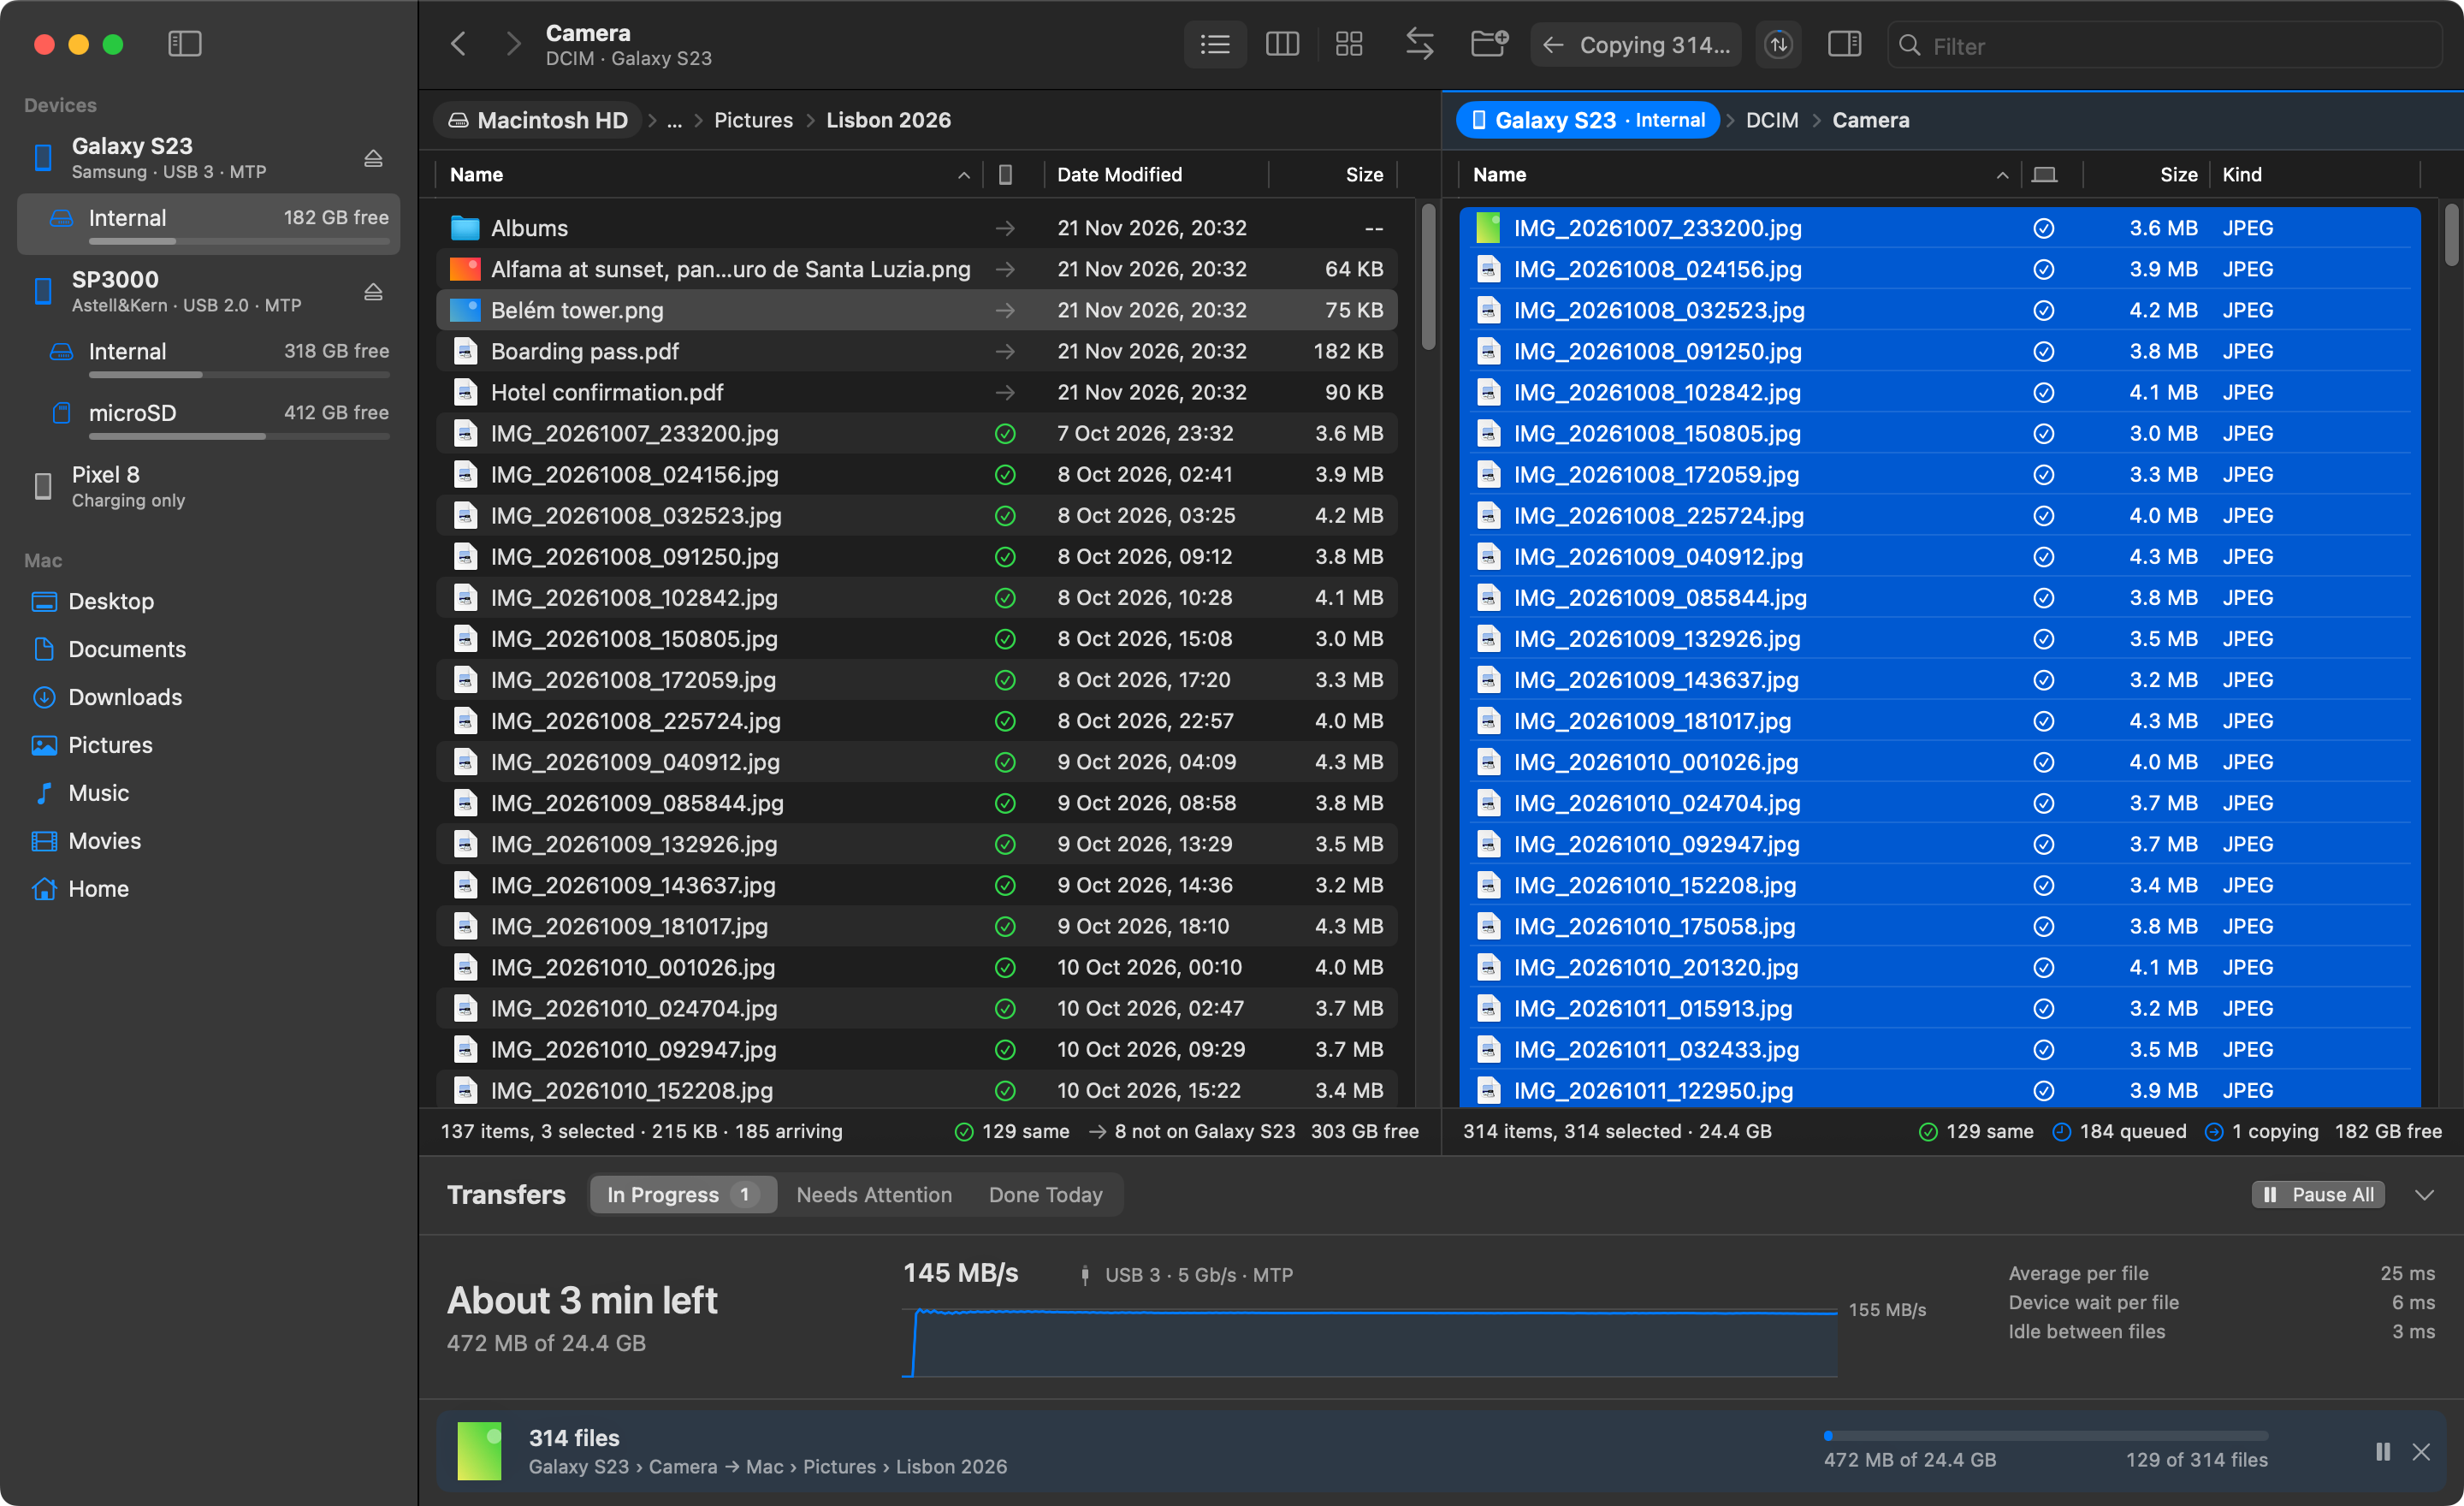 Camera
DCIM · Galaxy S23
Copying 314...
Filter
Devices
Galaxy S23
Samsung · USB 3 · MTP
Internal 182 GB free
SP3000
Astell&Kern · USB 2.0 · MTP
Internal 318 GB free
microSD 412 GB free
Pixel 8
Charging only
Mac
Desktop
Documents
Downloads
Pictures
Music
Movies
Home
Macintosh HD › ... › Pictures › Lisbon 2026
Name Date Modified Size
Albums 21 Nov 2026, 20:32 --
Alfama at sunset, pan...uro de Santa Luzia.png 21 Nov 2026, 20:32 64 KB
Belém tower.png 21 Nov 2026, 20:32 75 KB
Boarding pass.pdf 21 Nov 2026, 20:32 182 KB
Hotel confirmation.pdf 21 Nov 2026, 20:32 90 KB
IMG_20261007_233200.jpg 7 Oct 2026, 23:32 3.6 MB
IMG_20261008_024156.jpg 8 Oct 2026, 02:41 3.9 MB
IMG_20261008_032523.jpg 8 Oct 2026, 03:25 4.2 MB
IMG_20261008_091250.jpg 8 Oct 2026, 09:12 3.8 MB
IMG_20261008_102842.jpg 8 Oct 2026, 10:28 4.1 MB
IMG_20261008_150805.jpg 8 Oct 2026, 15:08 3.0 MB
IMG_20261008_172059.jpg 8 Oct 2026, 17:20 3.3 MB
IMG_20261008_225724.jpg 8 Oct 2026, 22:57 4.0 MB
IMG_20261009_040912.jpg 9 Oct 2026, 04:09 4.3 MB
IMG_20261009_085844.jpg 9 Oct 2026, 08:58 3.8 MB
IMG_20261009_132926.jpg 9 Oct 2026, 13:29 3.5 MB
IMG_20261009_143637.jpg 9 Oct 2026, 14:36 3.2 MB
IMG_20261009_181017.jpg 9 Oct 2026, 18:10 4.3 MB
IMG_20261010_001026.jpg 10 Oct 2026, 00:10 4.0 MB
IMG_20261010_024704.jpg 10 Oct 2026, 02:47 3.7 MB
IMG_20261010_092947.jpg 10 Oct 2026, 09:29 3.7 MB
IMG_20261010_152208.jpg 10 Oct 2026, 15:22 3.4 MB
137 items, 3 selected · 215 KB · 185 arriving 129 same → 8 not on Galaxy S23 303 GB free
Galaxy S23 · Internal › DCIM › Camera
Name Size Kind
IMG_20261007_233200.jpg 3.6 MB JPEG
IMG_20261008_024156.jpg 3.9 MB JPEG
IMG_20261008_032523.jpg 4.2 MB JPEG
IMG_20261008_091250.jpg 3.8 MB JPEG
IMG_20261008_102842.jpg 4.1 MB JPEG
IMG_20261008_150805.jpg 3.0 MB JPEG
IMG_20261008_172059.jpg 3.3 MB JPEG
IMG_20261008_225724.jpg 4.0 MB JPEG
IMG_20261009_040912.jpg 4.3 MB JPEG
IMG_20261009_085844.jpg 3.8 MB JPEG
IMG_20261009_132926.jpg 3.5 MB JPEG
IMG_20261009_143637.jpg 3.2 MB JPEG
IMG_20261009_181017.jpg 4.3 MB JPEG
IMG_20261010_001026.jpg 4.0 MB JPEG
IMG_20261010_024704.jpg 3.7 MB JPEG
IMG_20261010_092947.jpg 3.7 MB JPEG
IMG_20261010_152208.jpg 3.4 MB JPEG
IMG_20261010_175058.jpg 3.8 MB JPEG
IMG_20261010_201320.jpg 4.1 MB JPEG
IMG_20261011_015913.jpg 3.2 MB JPEG
IMG_20261011_032433.jpg 3.5 MB JPEG
IMG_20261011_122950.jpg 3.9 MB JPEG
314 items, 314 selected · 24.4 GB 129 same 184 queued 1 copying 182 GB free
Transfers In Progress 1 Needs Attention Done Today Pause All
About 3 min left
472 MB of 24.4 GB
145 MB/s USB 3 · 5 Gb/s · MTP
155 MB/s
Average per file 25 ms
Device wait per file 6 ms
Idle between files 3 ms
314 files
Galaxy S23 › Camera → Mac › Pictures › Lisbon 2026
472 MB of 24.4 GB 129 of 314 files